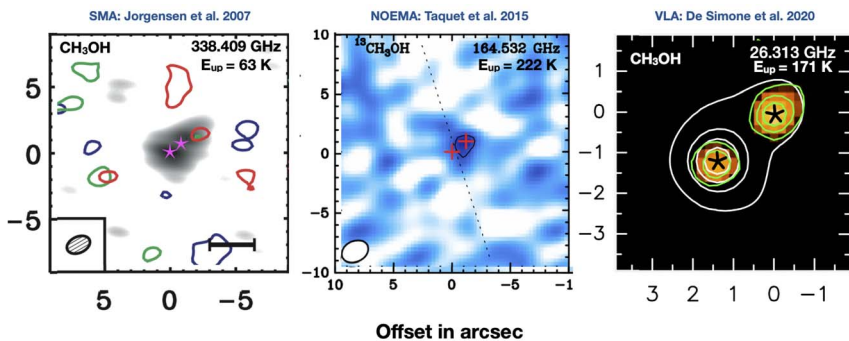 SMA: Jorgensen et al. 2007
NOEMA: Taquet et al. 2015
VLA: De Simone et al. 2020
CH₃OH
338.409 GHz
Eup = 63 K
5
0
−5
5
0
−5
¹³CH₃OH
164.532 GHz
Eup = 222 K
10
5
0
−5
−10
10
5
0
−5
CH₃OH
26.313 GHz
Eup = 171 K
1
0
−1
−2
−3
3
2
1
0
−1
Offset in arcsec